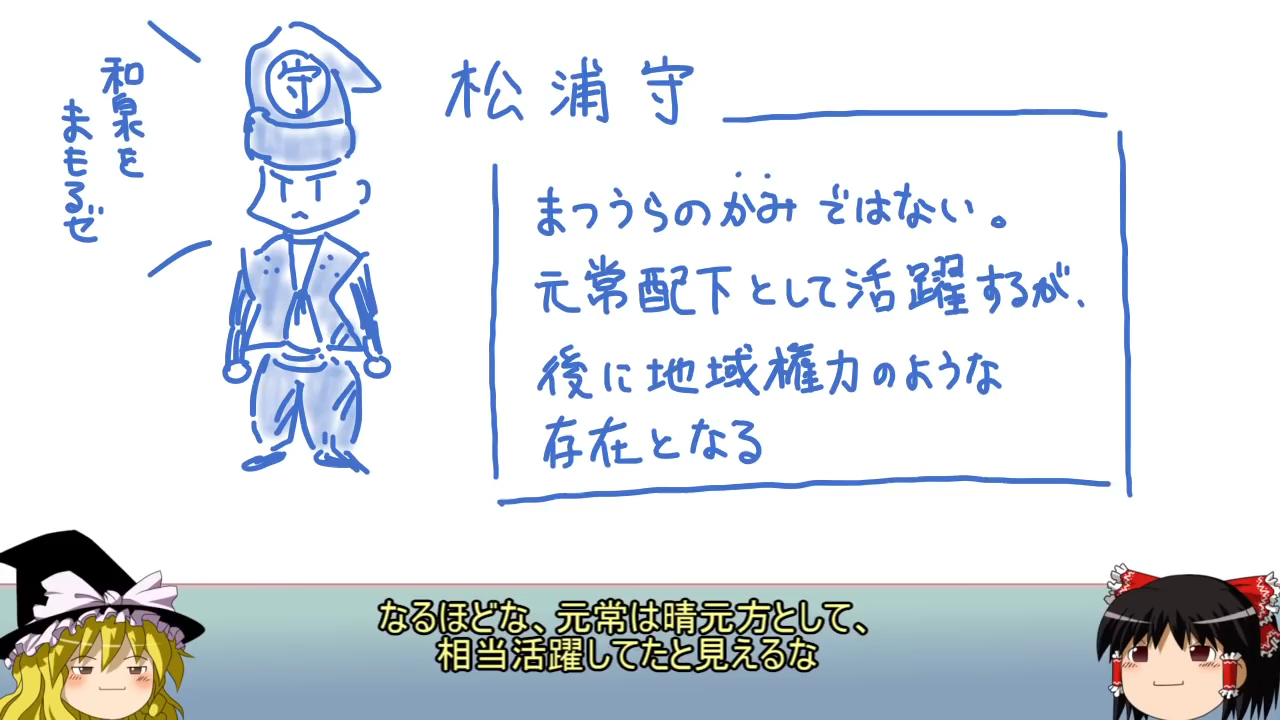 和泉を
まもるぜ
守
松浦守
まつうらのかみではない。
元常配下として活躍するが、
後に地域権力のような
存在となる
なるほどな、元常は晴元方として、
相当活躍してたと見えるな